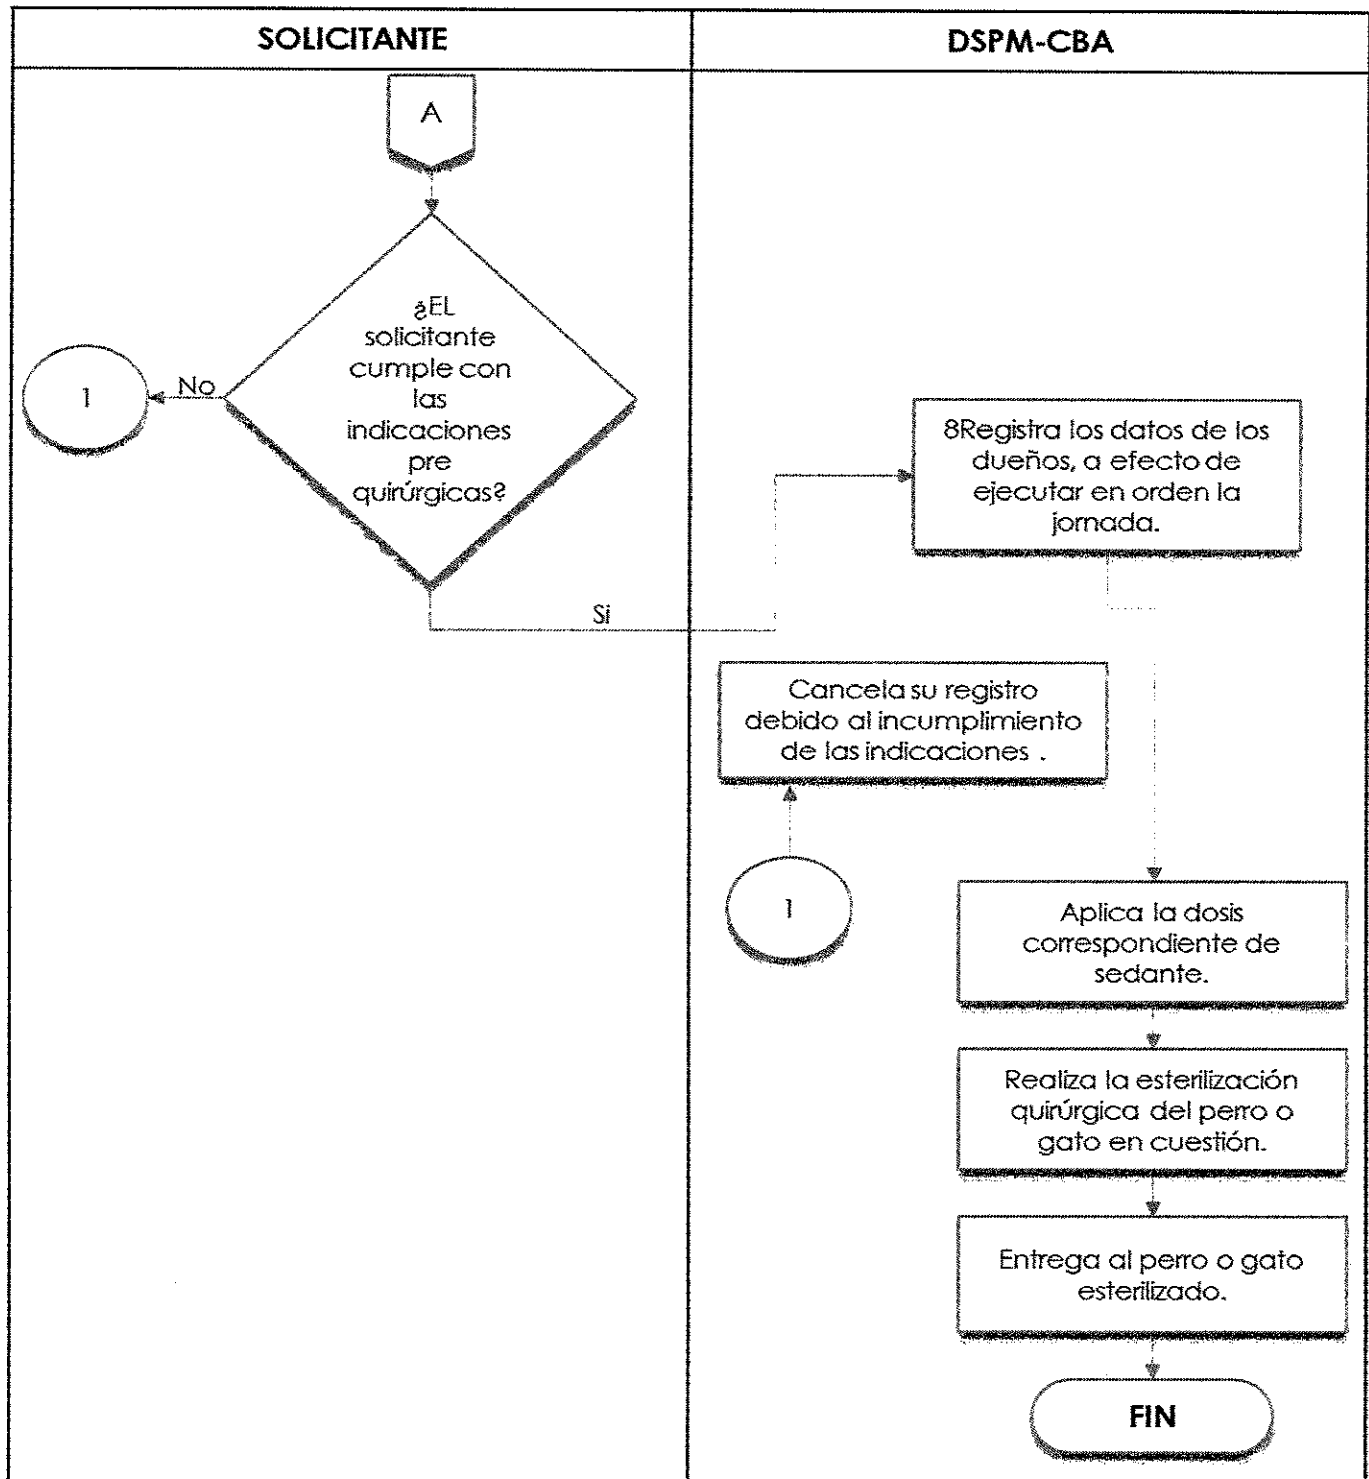 SOLICITANTE
DSPM-CBA
A
¿EL
solicitante
cumple con
las
indicaciones
pre
quirúrgicas?
No
1
Si
8Registra los datos de los
dueños, a efecto de
ejecutar en orden la
jornada.
Cancela su registro
debido al incumplimiento
de las indicaciones .
1
Aplica la dosis
correspondiente de
sedante.
Realiza la esterilización
quirúrgica del perro o
gato en cuestión.
Entrega al perro o gato
esterilizado.
FIN